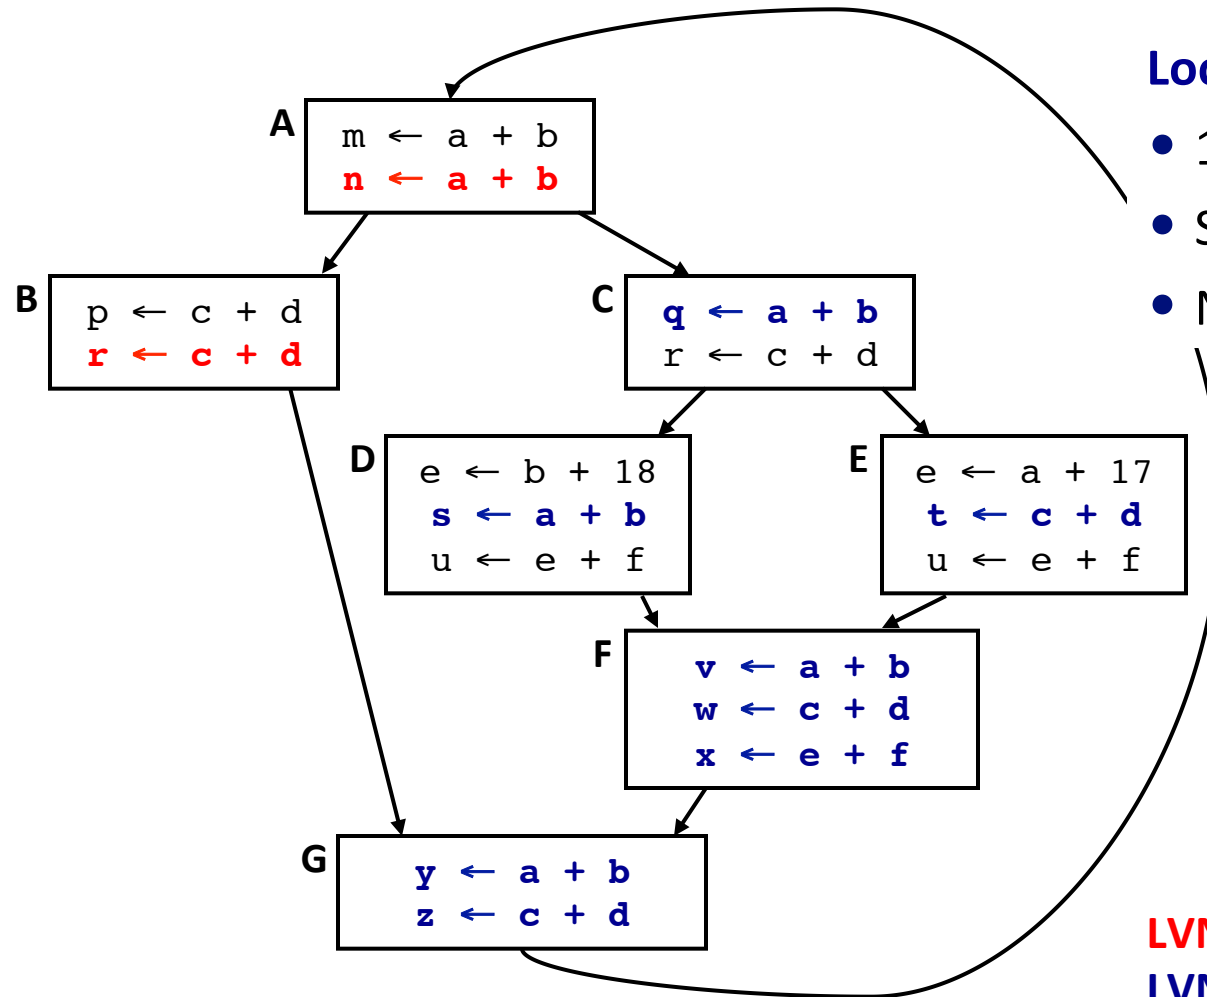 A
m ← a + b
n ← a + b
B
p ← c + d
r ← c + d
C
q ← a + b
r ← c + d
D
e ← b + 18
s ← a + b
u ← e + f
E
e ← a + 17
t ← c + d
u ← e + f
F
v ← a + b
w ← c + d
x ← e + f
G
y ← a + b
z ← c + d